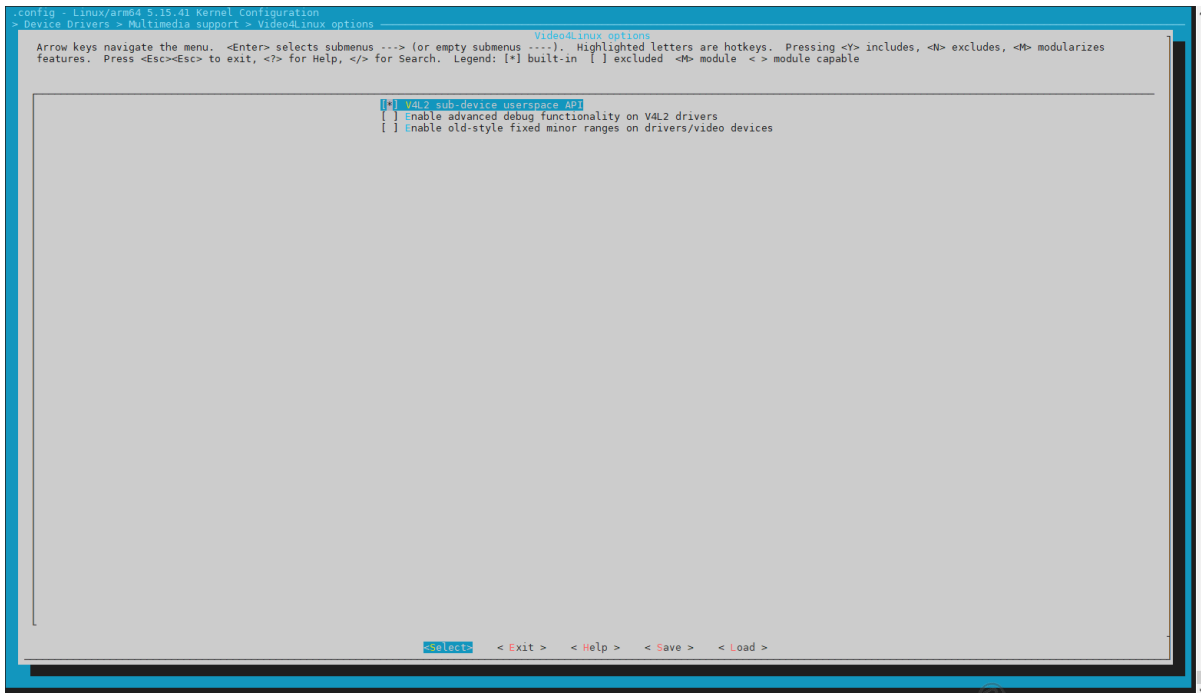 .config - Linux/arm64 5.15.41 Kernel Configuration
> Device Drivers > Multimedia support > Video4Linux options
Video4Linux options
Arrow keys navigate the menu. <Enter> selects submenus ---> (or empty submenus ----). Highlighted letters are hotkeys. Pressing <Y> includes, <N> excludes, <M> modularizes
features. Press <Esc><Esc> to exit, <?> for Help, </> for Search. Legend: [*] built-in [ ] excluded <M> module < > module capable
[*] V4L2 sub-device userspace API
[ ] Enable advanced debug functionality on V4L2 drivers
[ ] Enable old-style fixed minor ranges on drivers/video devices
<Select> < Exit > < Help > < Save > < Load >